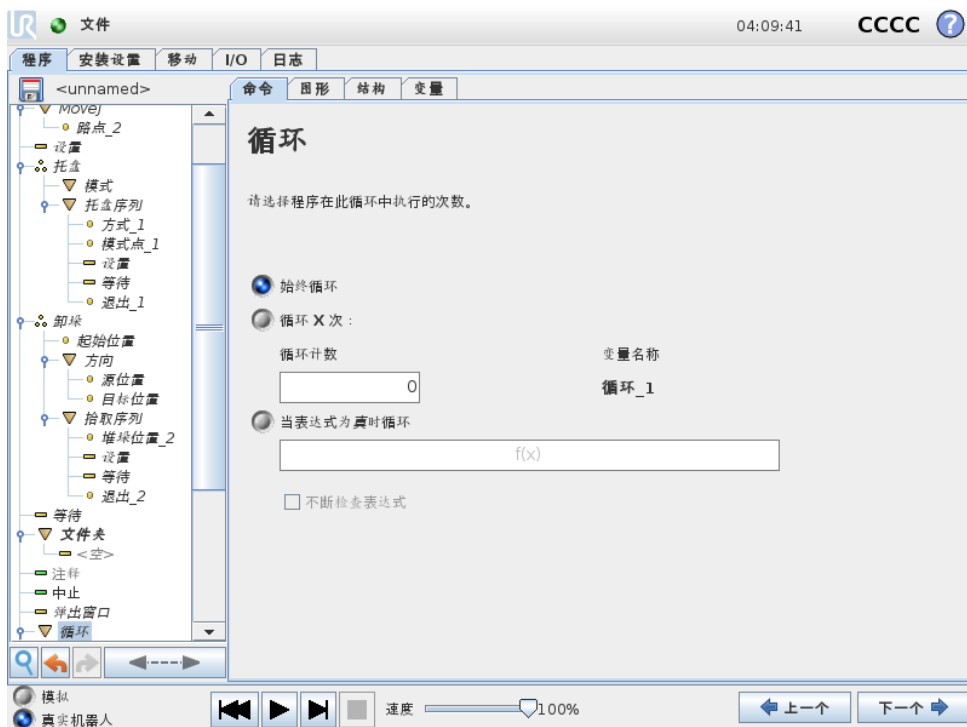 UR 文件 04:09:41 CCCC ?
程序 安装设置 移动 I/O 日志
<unnamed> 命令 图形 结构 变量
MoveJ
路点_2
设置
托盘
模式
托盘序列
方式_1
模式点_1
设置
等待
退出_1
卸垛
起始位置
方向
源位置
目标位置
拾取序列
堆垛位置_2
设置
等待
退出_2
等待
文件夹
<空>
注释
中止
弹出窗口
循环
循环
请选择程序在此循环中执行的次数。
始终循环
循环 X 次：
循环计数 变量名称
0 循环_1
当表达式为真时循环
f(x)
不断检查表达式
模拟
真实机器人
速度 100% 上一个 下一个